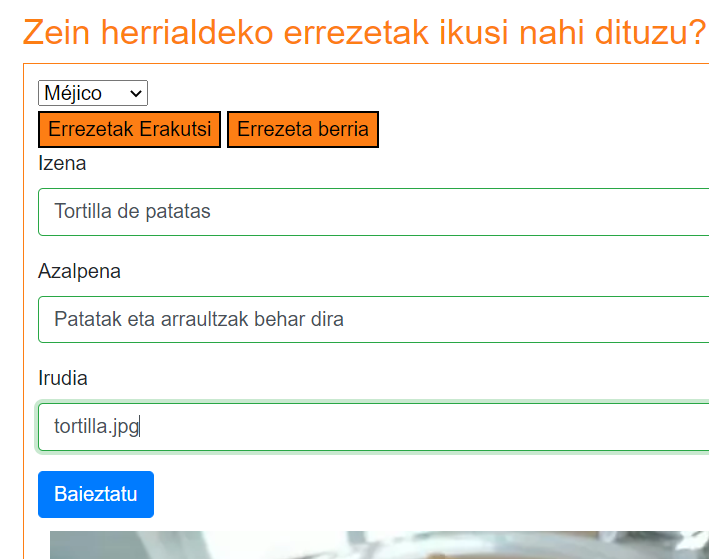 Zein herrialdeko errezetak ikusi nahi dituzu?
Méjico
Errezetak Erakutsi Errezeta berria
Izena
Tortilla de patatas
Azalpena
Patatak eta arraultzak behar dira
Irudia
tortilla.jpg
Baieztatu